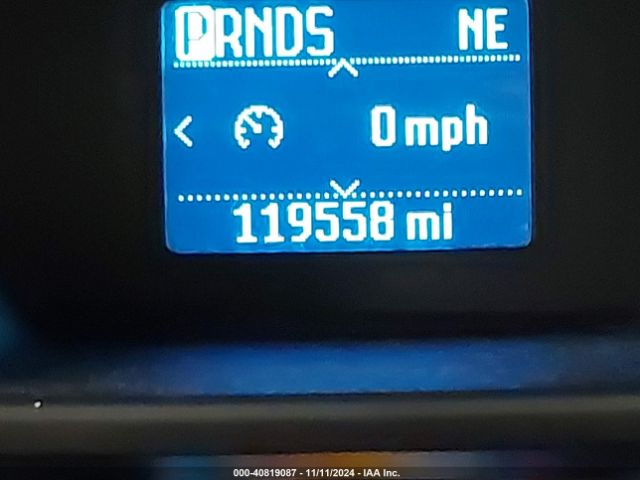 PRNDS NE
0 mph
119558 mi
000-40819087 - 11/11/2024 - IAA Inc.